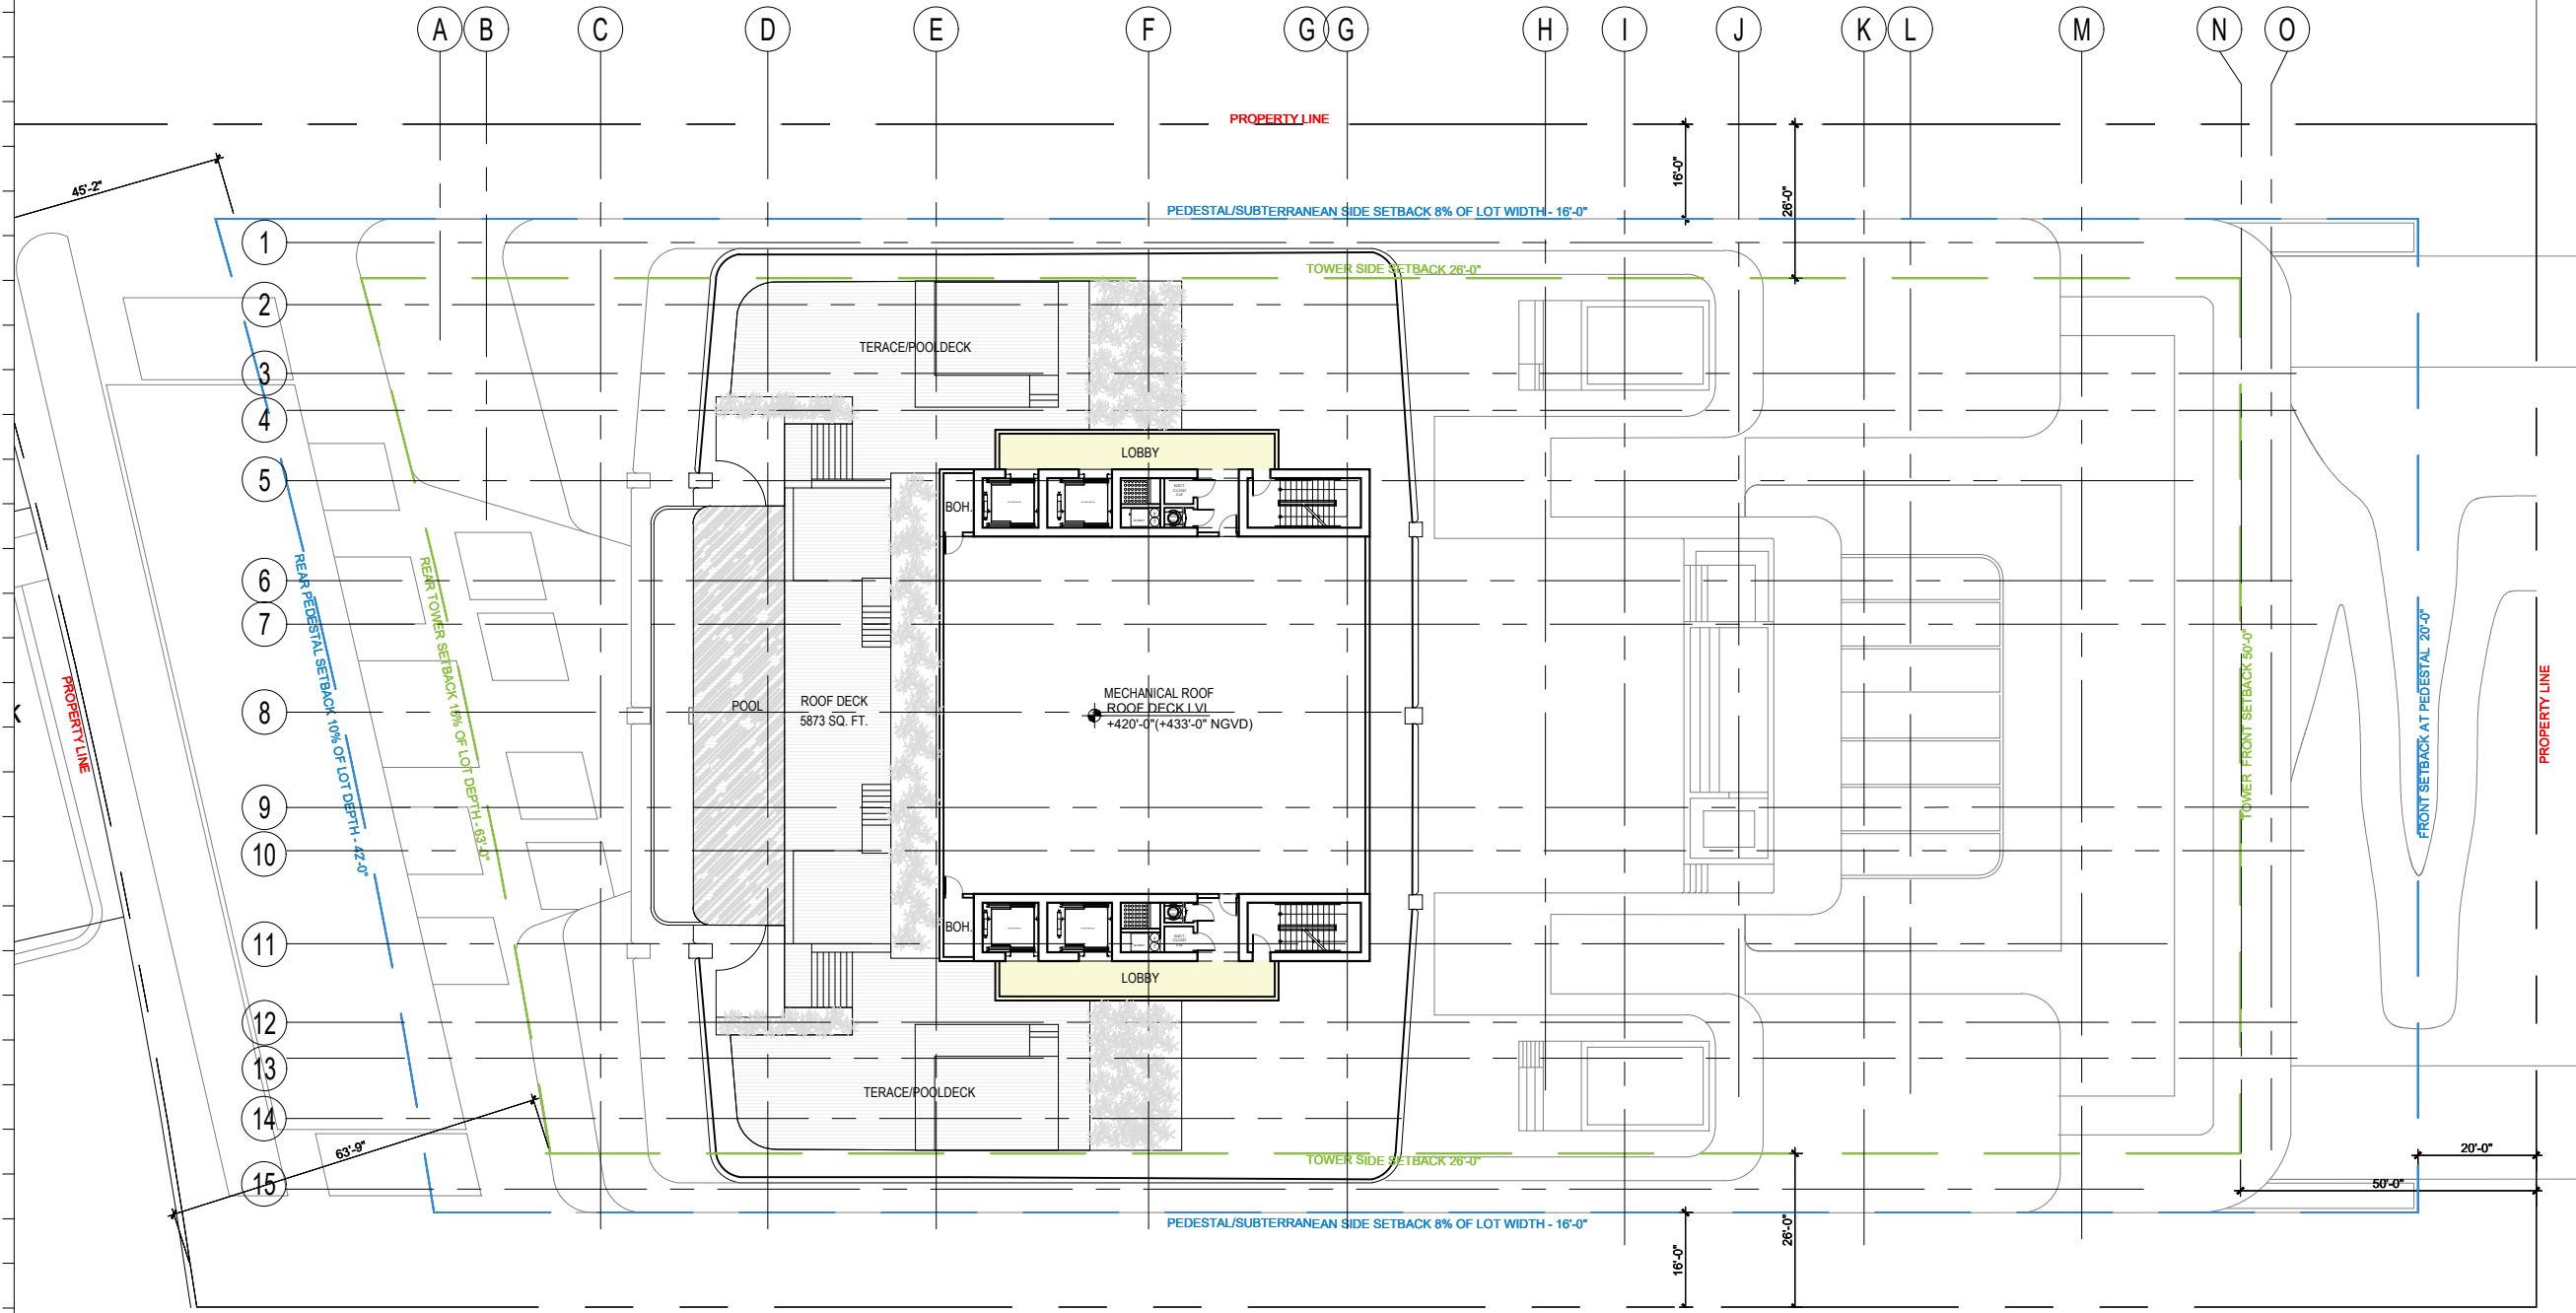 A B C D E F G G H I J K L M N O
PROPERTY LINE
45'-2"
16'-0"
26'-0"
PEDESTAL/SUBTERRANEAN SIDE SETBACK 8% OF LOT WIDTH - 16'-0"
1
TOWER SIDE SETBACK 26'-0"
2
TERACE/POOLDECK
3
4
LOBBY
5
BOH.
6
7
REAR PEDESTAL SETBACK 10% OF LOT DEPTH - 42'-0"
REAR TOWER SETBACK 15% OF LOT DEPTH - 63'-0"
PROPERTY LINE
K
8
POOL
ROOF DECK
5873 SQ. FT.
MECHANICAL ROOF
ROOF DECK LVL
+420'-0"(+433'-0" NGVD)
TOWER FRONT SETBACK 50'-0"
FRONT SETBACK AT PEDESTAL 20'-0"
PROPERTY LINE
9
10
11
BOH.
LOBBY
12
13
TERACE/POOLDECK
14
63'-9"
TOWER SIDE SETBACK 26'-0"
20'-0"
15
50'-0"
PEDESTAL/SUBTERRANEAN SIDE SETBACK 8% OF LOT WIDTH - 16'-0"
16'-0"
26'-0"